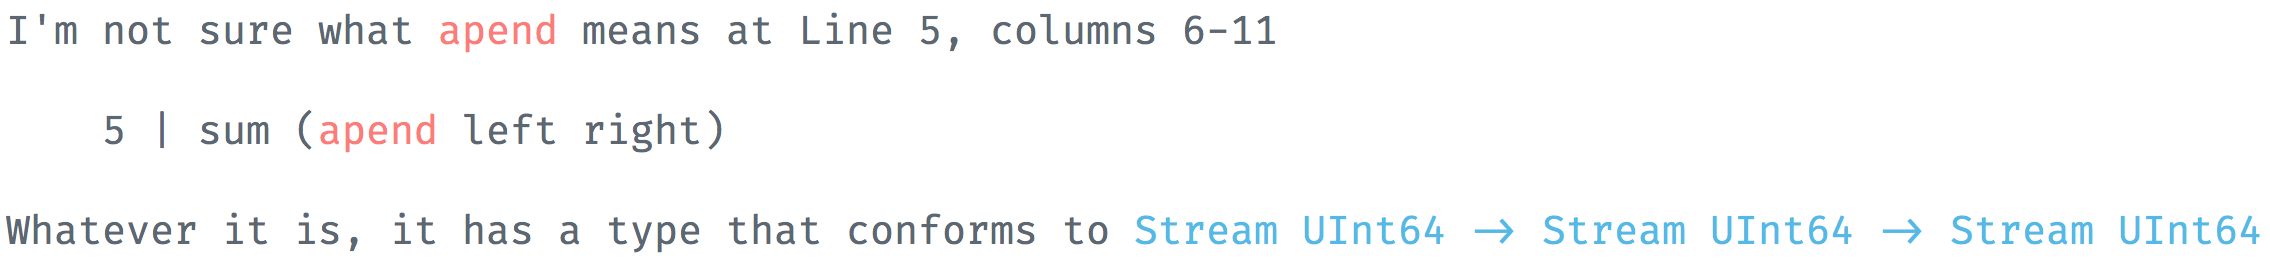 I'm not sure what apend means at Line 5, columns 6-11
5 | sum (apend left right)
Whatever it is, it has a type that conforms to Stream UInt64 → Stream UInt64 → Stream UInt64